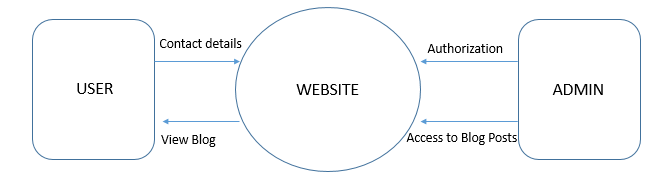 Contact details
Authorization
USER
WEBSITE
ADMIN
View Blog
Access to Blog Posts